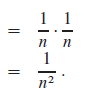 = 1/n · 1/n
= 1/n² .